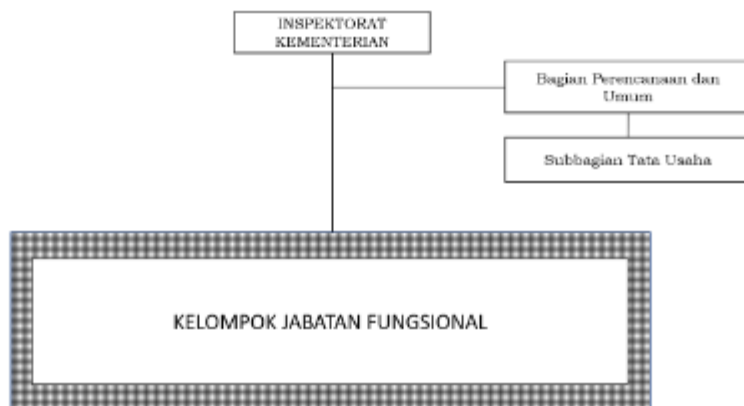 INSPEKTORAT
KEMENTERIAN
Bagian Perencanaan dan
Umum
Subbagian Tata Usaha
KELOMPOK JABATAN FUNGSIONAL